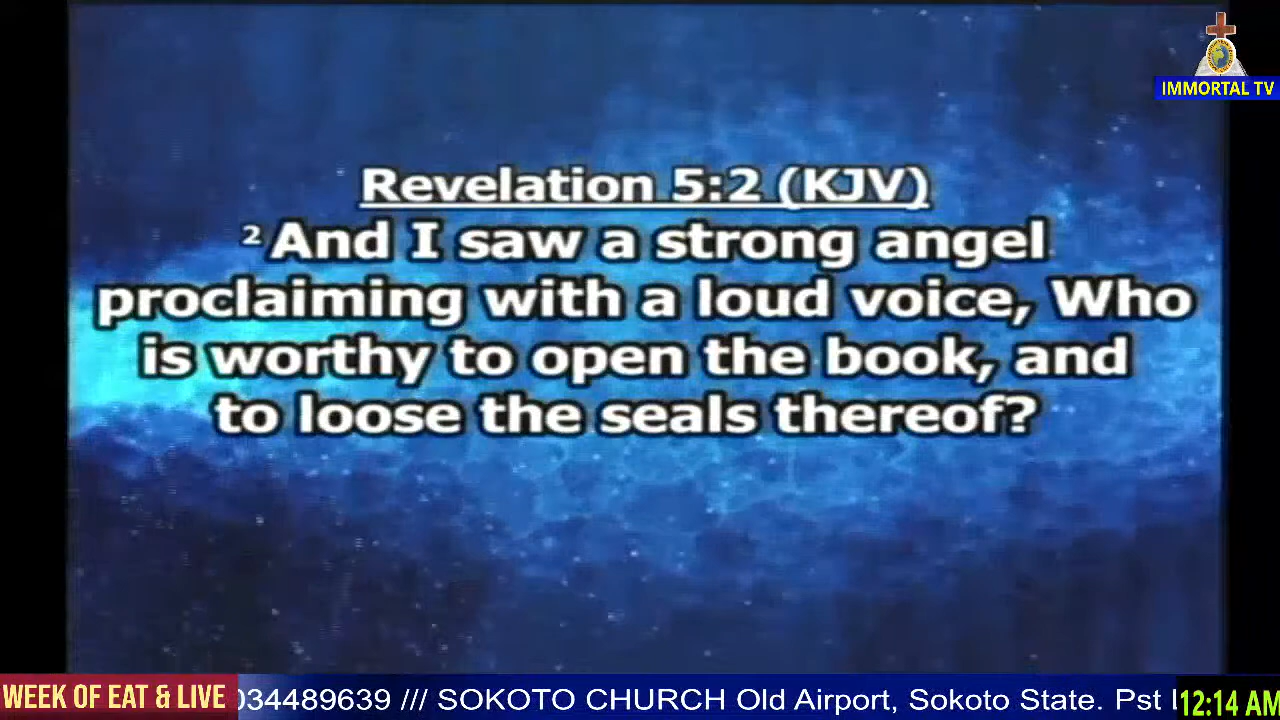 IMMORTAL TV
Revelation 5:2 (KJV)
2 And I saw a strong angel
proclaiming with a loud voice, Who
is worthy to open the book, and
to loose the seals thereof?
WEEK OF EAT & LIVE
034489639 /// SOKOTO CHURCH Old Airport, Sokoto State. Pst
12:14 AM